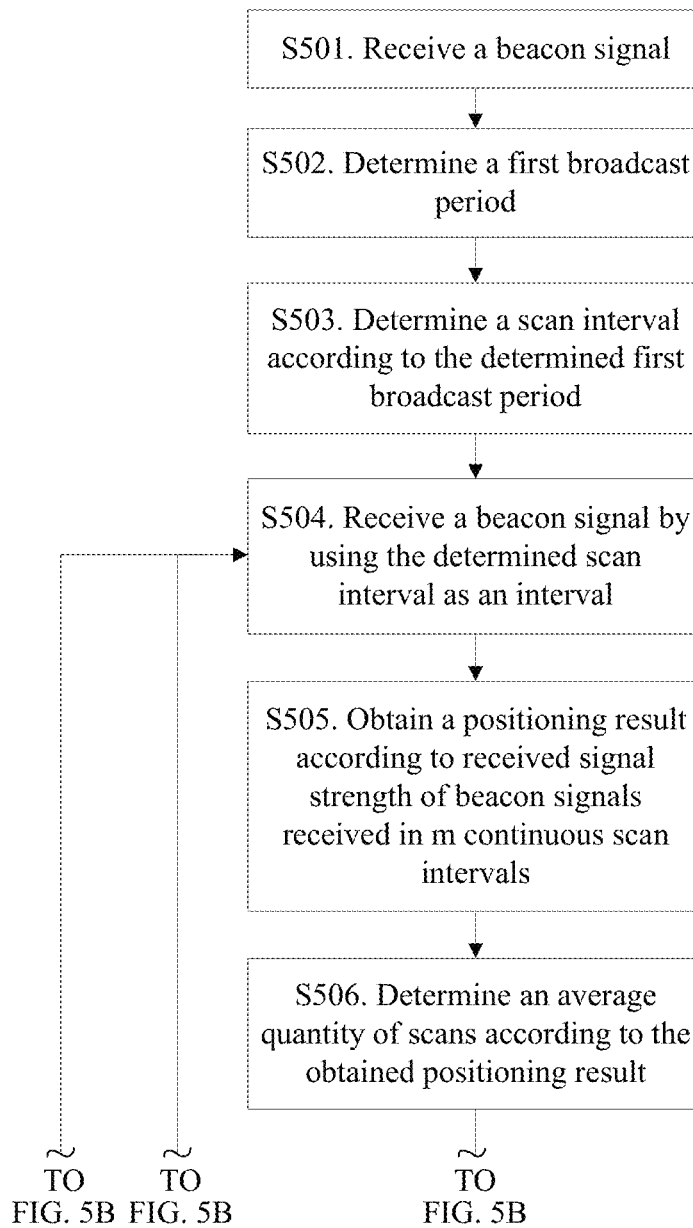 S501. Receive a beacon signal
S502. Determine a first broadcast
period
S503. Determine a scan interval
according to the determined first
broadcast period
S504. Receive a beacon signal by
using the determined scan
interval as an interval
S505. Obtain a positioning result
according to received signal
strength of beacon signals
received in m continuous scan
intervals
S506. Determine an average
quantity of scans according to the
obtained positioning result
TO
FIG. 5B
TO
FIG. 5B
TO
FIG. 5B